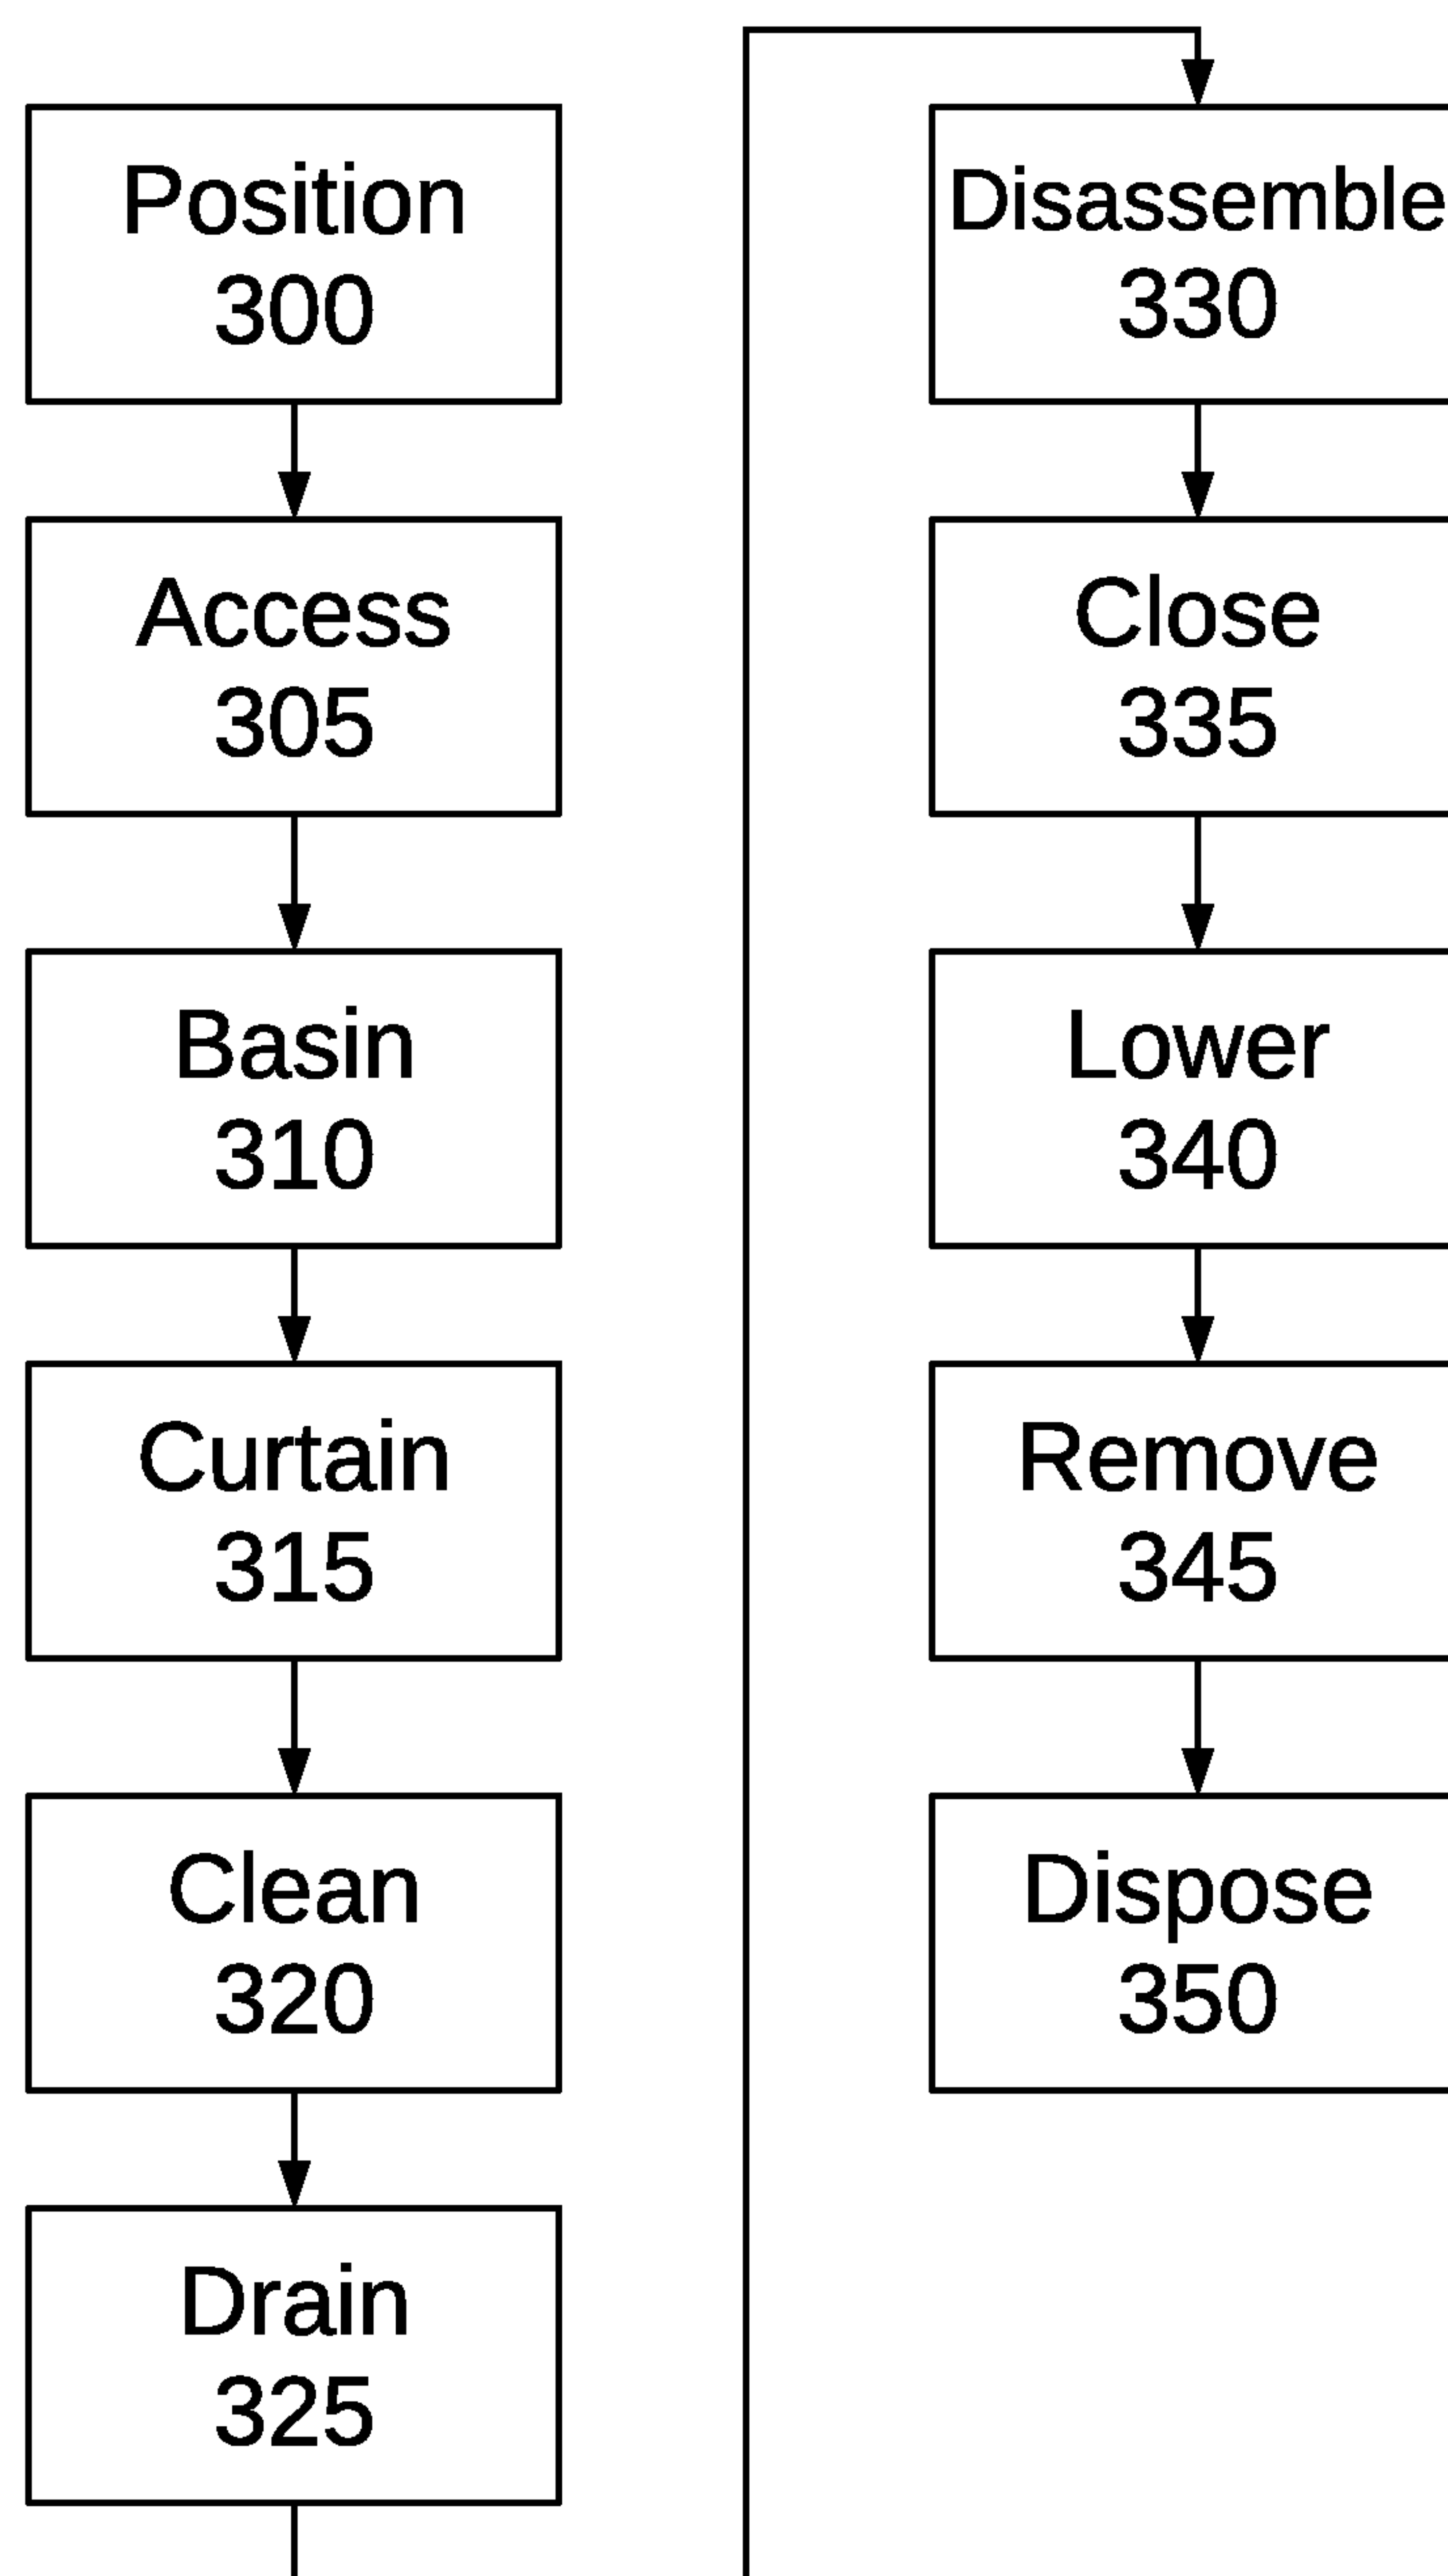 Position
300
Access
305
Basin
310
Curtain
315
Clean
320
Drain
325
Disassemble
330
Close
335
Lower
340
Remove
345
Dispose
350